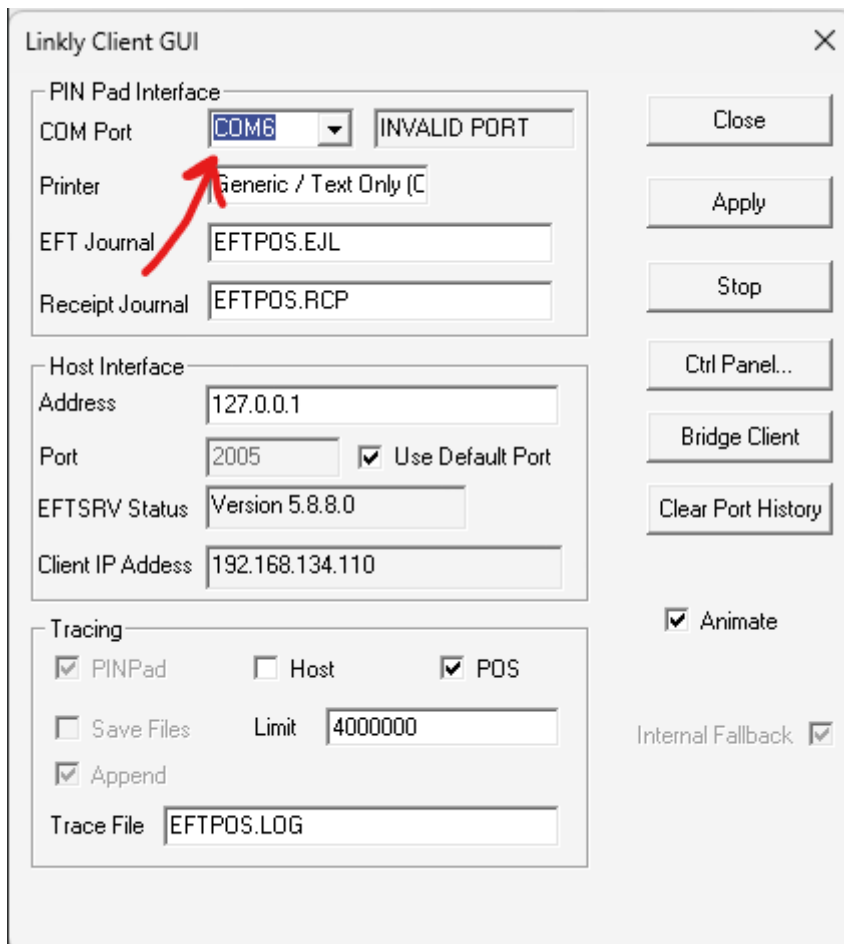 Linkly Client GUI
PIN Pad Interface
COM Port COM6 INVALID PORT
Printer Generic / Text Only (C
EFT Journal EFTPOS.EJL
Receipt Journal EFTPOS.RCP
Close
Apply
Stop
Ctrl Panel...
Bridge Client
Clear Port History
Host Interface
Address 127.0.0.1
Port 2005 Use Default Port
EFTSRV Status Version 5.8.8.0
Client IP Addess 192.168.134.110
Animate
Internal Fallback
Tracing
PINPad Host POS
Save Files Limit 4000000
Append
Trace File EFTPOS.LOG